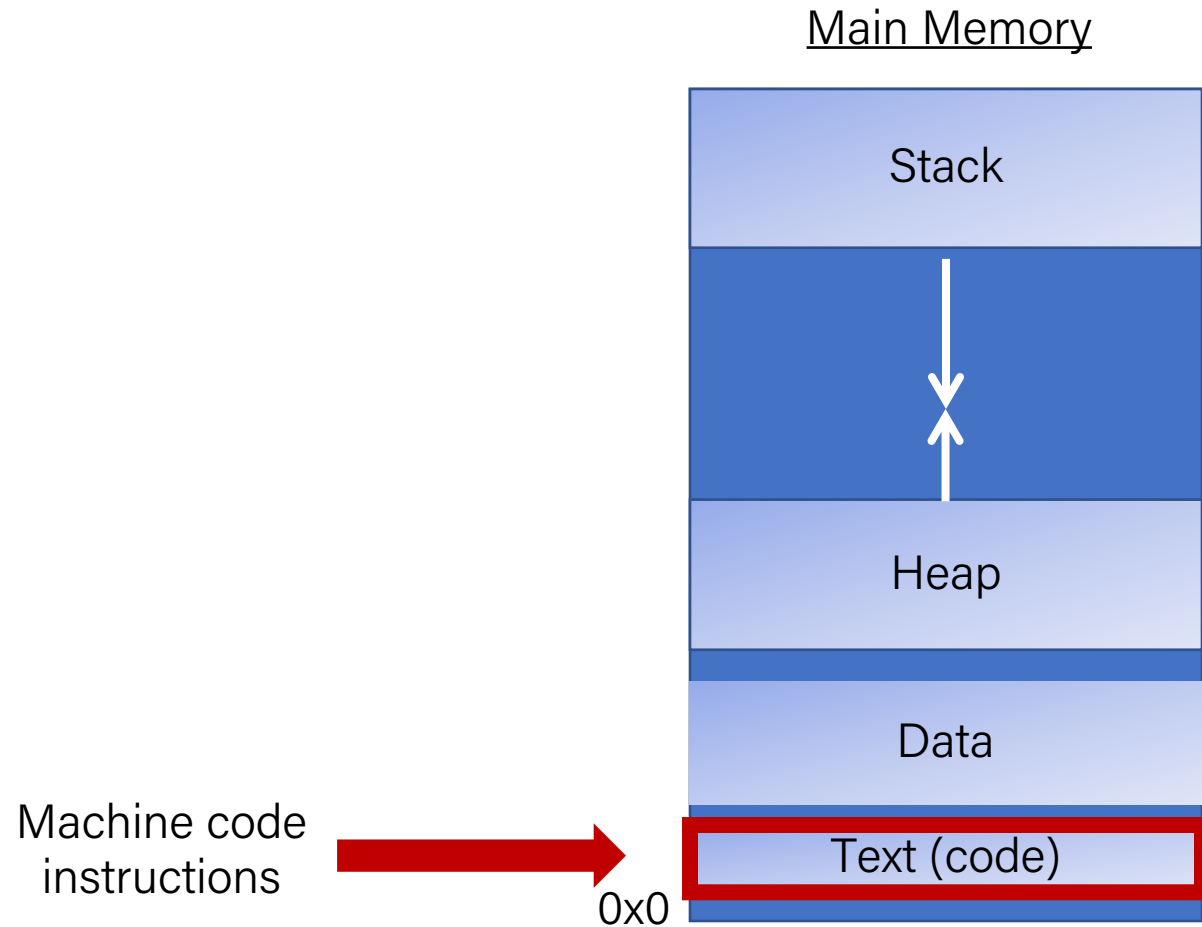 Main Memory
Stack
Heap
Data
Machine code
instructions
Text (code)
0x0